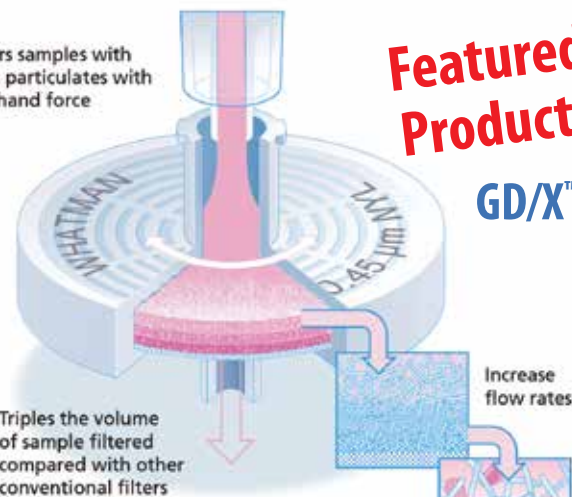 rs samples with
particulates with
hand force
Featured
Product
GD/X™
WHATMAN
0.45 µm NYL
Increase
flow rates
Triples the volume
of sample filtered
compared with other
conventional filters